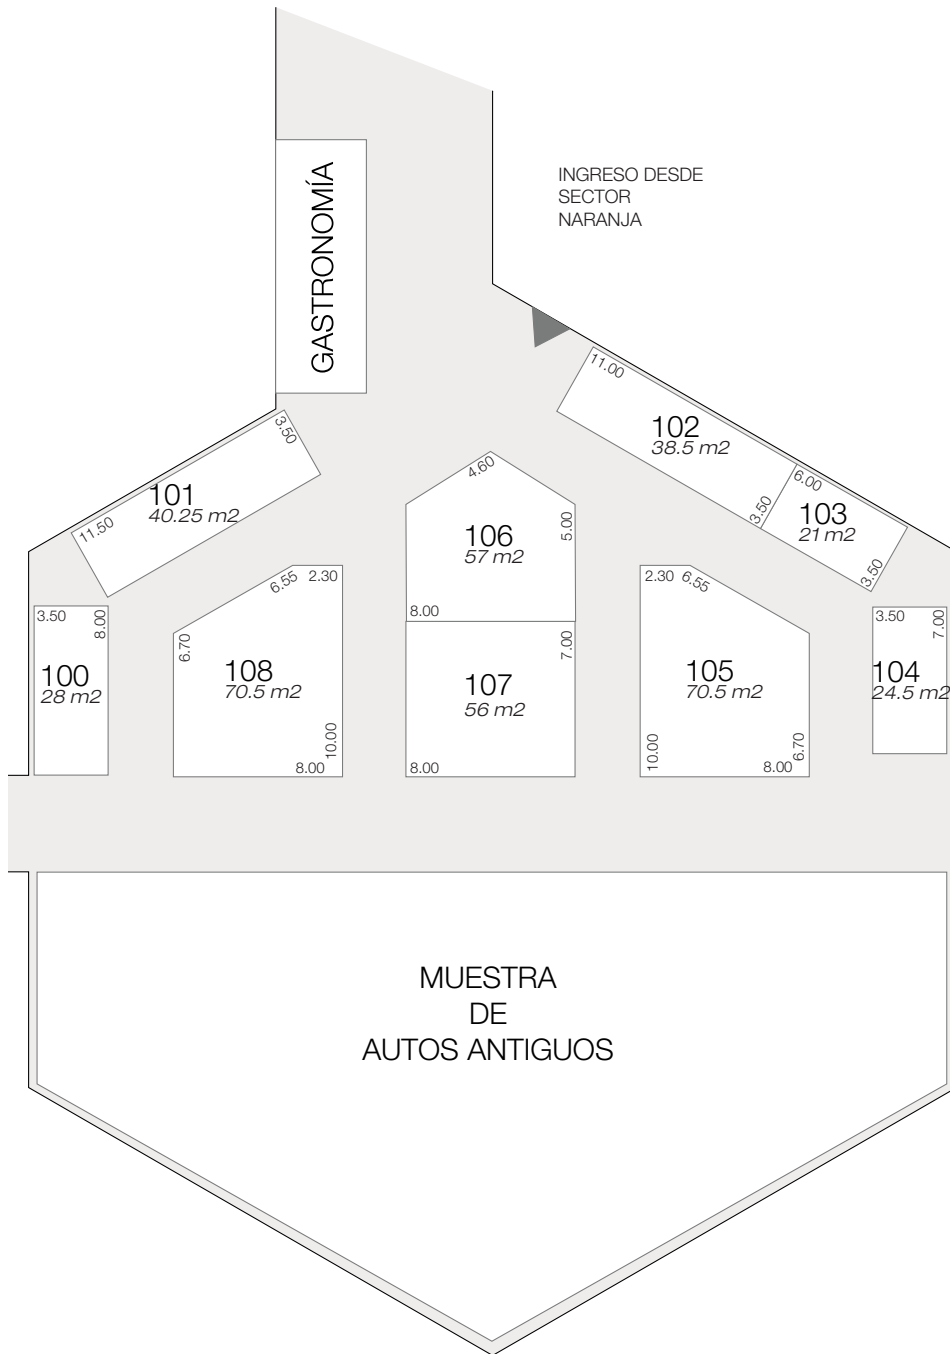 GASTRONOMÍA
INGRESO DESDE
SECTOR
NARANJA
11.00
102
38.5 m2
3.50
6.00
103
21 m2
3.50
3.50
101
40.25 m2
11.50
4.60
106
57 m2
5.00
8.00
3.50
8.00
100
28 m2
6.55
2.30
6.70
108
70.5 m2
10.00
8.00
7.00
107
56 m2
8.00
2.30
6.55
105
70.5 m2
10.00
8.00
6.70
3.50
7.00
104
24.5 m2
MUESTRA
DE
AUTOS ANTIGUOS